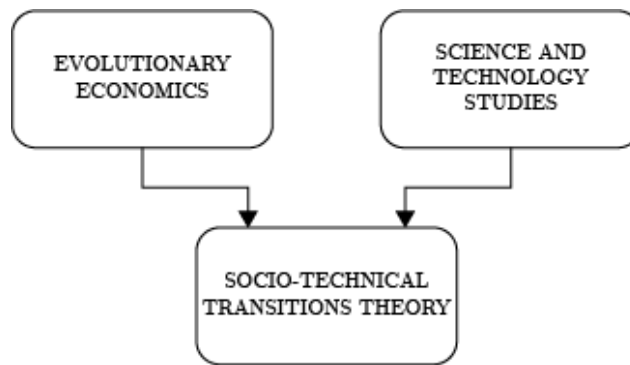 EVOLUTIONARY
ECONOMICS
SCIENCE AND
TECHNOLOGY
STUDIES
SOCIO-TECHNICAL
TRANSITIONS THEORY